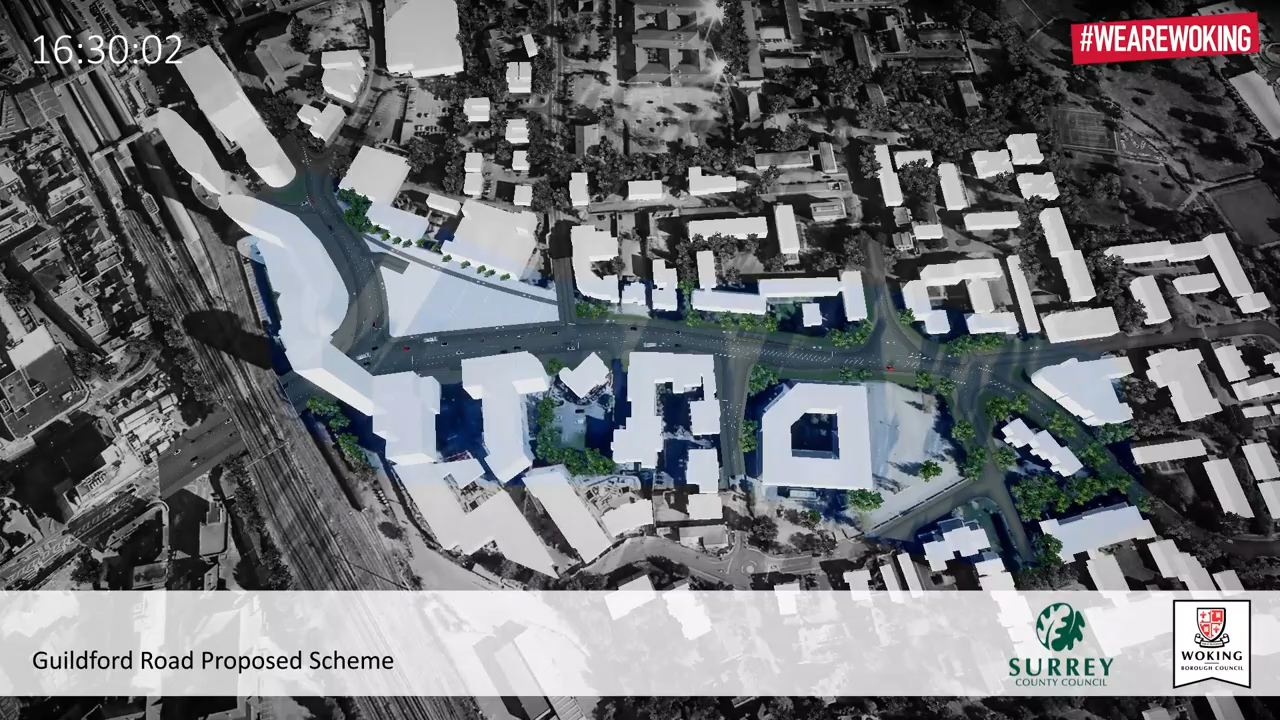 16:30:02
#WEAREWOKING
Guildford Road Proposed Scheme
SURREY
COUNTY COUNCIL
WOKING
BOROUGH COUNCIL